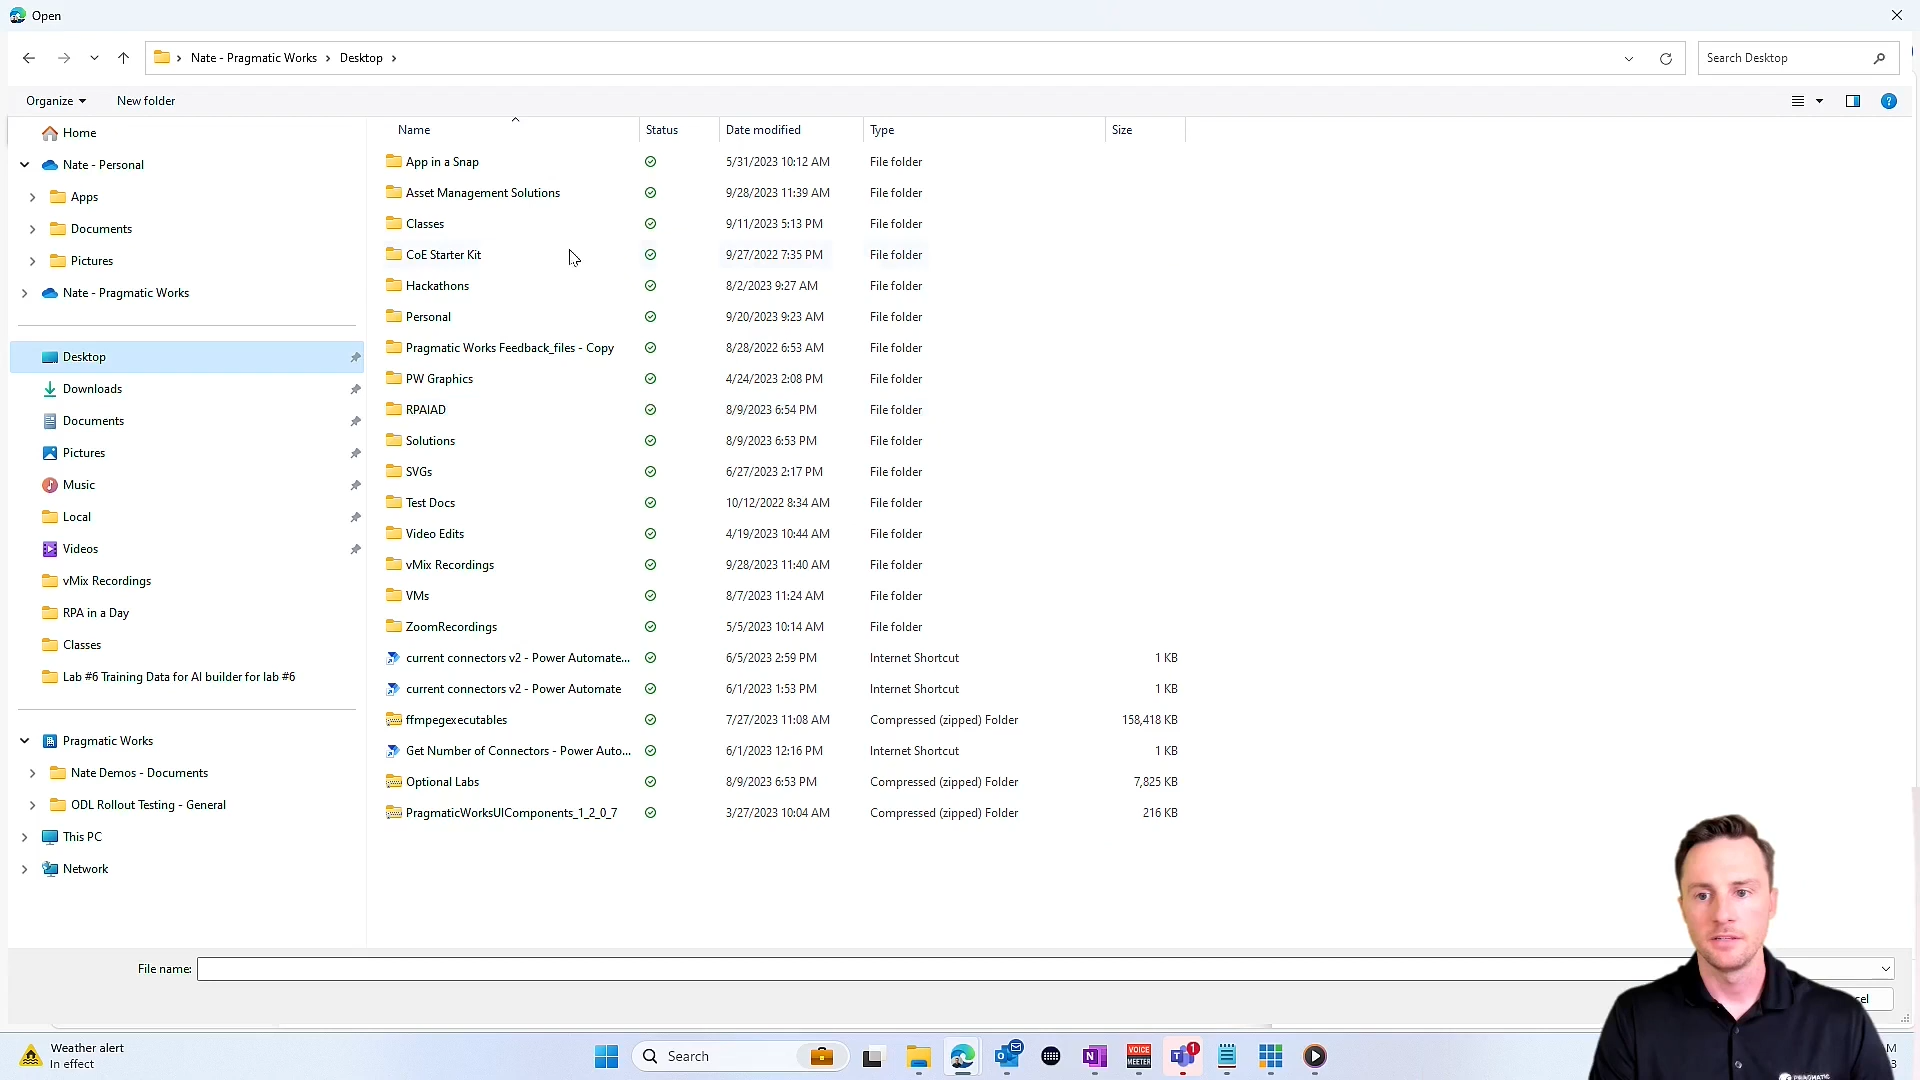 Open
Nate - Pragmatic Works > Desktop >
Search Desktop
Organize
New folder
Name
Status
Date modified
Type
Size
Home
Nate - Personal
Apps
Documents
Pictures
Nate - Pragmatic Works
Desktop
Downloads
Documents
Pictures
Music
Local
Videos
vMix Recordings
RPA in a Day
Classes
Lab #6 Training Data for AI builder for lab #6
Pragmatic Works
Nate Demos - Documents
ODL Rollout Testing - General
This PC
Network
App in a Snap 5/31/2023 10:12 AM File folder
Asset Management Solutions 9/28/2023 11:39 AM File folder
Classes 9/11/2023 5:13 PM File folder
CoE Starter Kit 9/27/2022 7:35 PM File folder
Hackathons 8/2/2023 9:27 AM File folder
Personal 9/20/2023 9:23 AM File folder
Pragmatic Works Feedback_files - Copy 8/28/2022 6:53 AM File folder
PW Graphics 4/24/2023 2:08 PM File folder
RPAIAD 8/9/2023 6:54 PM File folder
Solutions 8/9/2023 6:53 PM File folder
SVGs 6/27/2023 2:17 PM File folder
Test Docs 10/12/2022 8:34 AM File folder
Video Edits 4/19/2023 10:44 AM File folder
vMix Recordings 9/28/2023 11:40 AM File folder
VMs 8/7/2023 11:24 AM File folder
ZoomRecordings 5/5/2023 10:14 AM File folder
current connectors v2 - Power Automate... 6/5/2023 2:59 PM Internet Shortcut 1 KB
current connectors v2 - Power Automate 6/1/2023 1:53 PM Internet Shortcut 1 KB
ffmpegexecutables 7/27/2023 11:08 AM Compressed (zipped) Folder 158,418 KB
Get Number of Connectors - Power Auto... 6/1/2023 12:16 PM Internet Shortcut 1 KB
Optional Labs 8/9/2023 6:53 PM Compressed (zipped) Folder 7,825 KB
PragmaticWorksUIComponents_1_2_0_7 3/27/2023 10:04 AM Compressed (zipped) Folder 216 KB
File name:
Weather alert
In effect
Search
VOICE
MEETER
1
PRAGMATIC